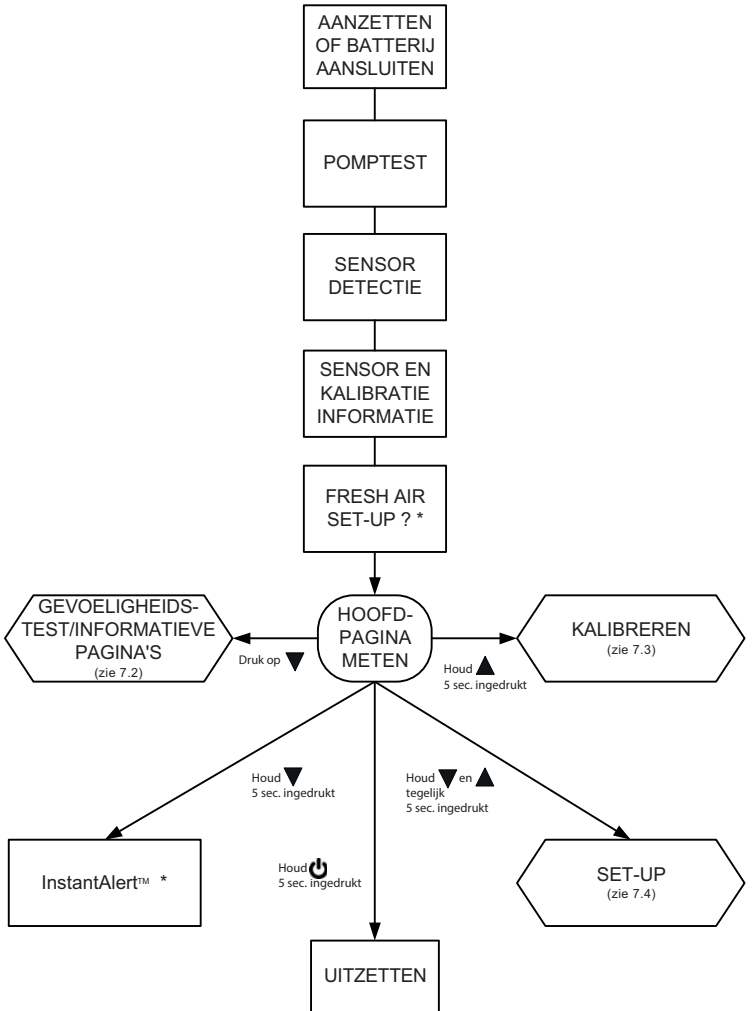 AANZETTEN
OF BATTERIJ
AANSLUITEN
POMPTEST
SENSOR
DETECTIE
SENSOR EN
KALIBRATIE
INFORMATIE
FRESH AIR
SET-UP ? *
GEVOELIGHEIDS-
TEST/INFORMATIEVE
PAGINA'S
(zie 7.2)
Druk op ▼
HOOFD-
PAGINA
METEN
Houd ▲
5 sec. ingedrukt
KALIBREREN
(zie 7.3)
Houd ▼
5 sec. ingedrukt
Houd ▼ en ▲
tegelijk
5 sec. ingedrukt
InstantAlert™ *
Houd ⏻
5 sec. ingedrukt
SET-UP
(zie 7.4)
UITZETTEN